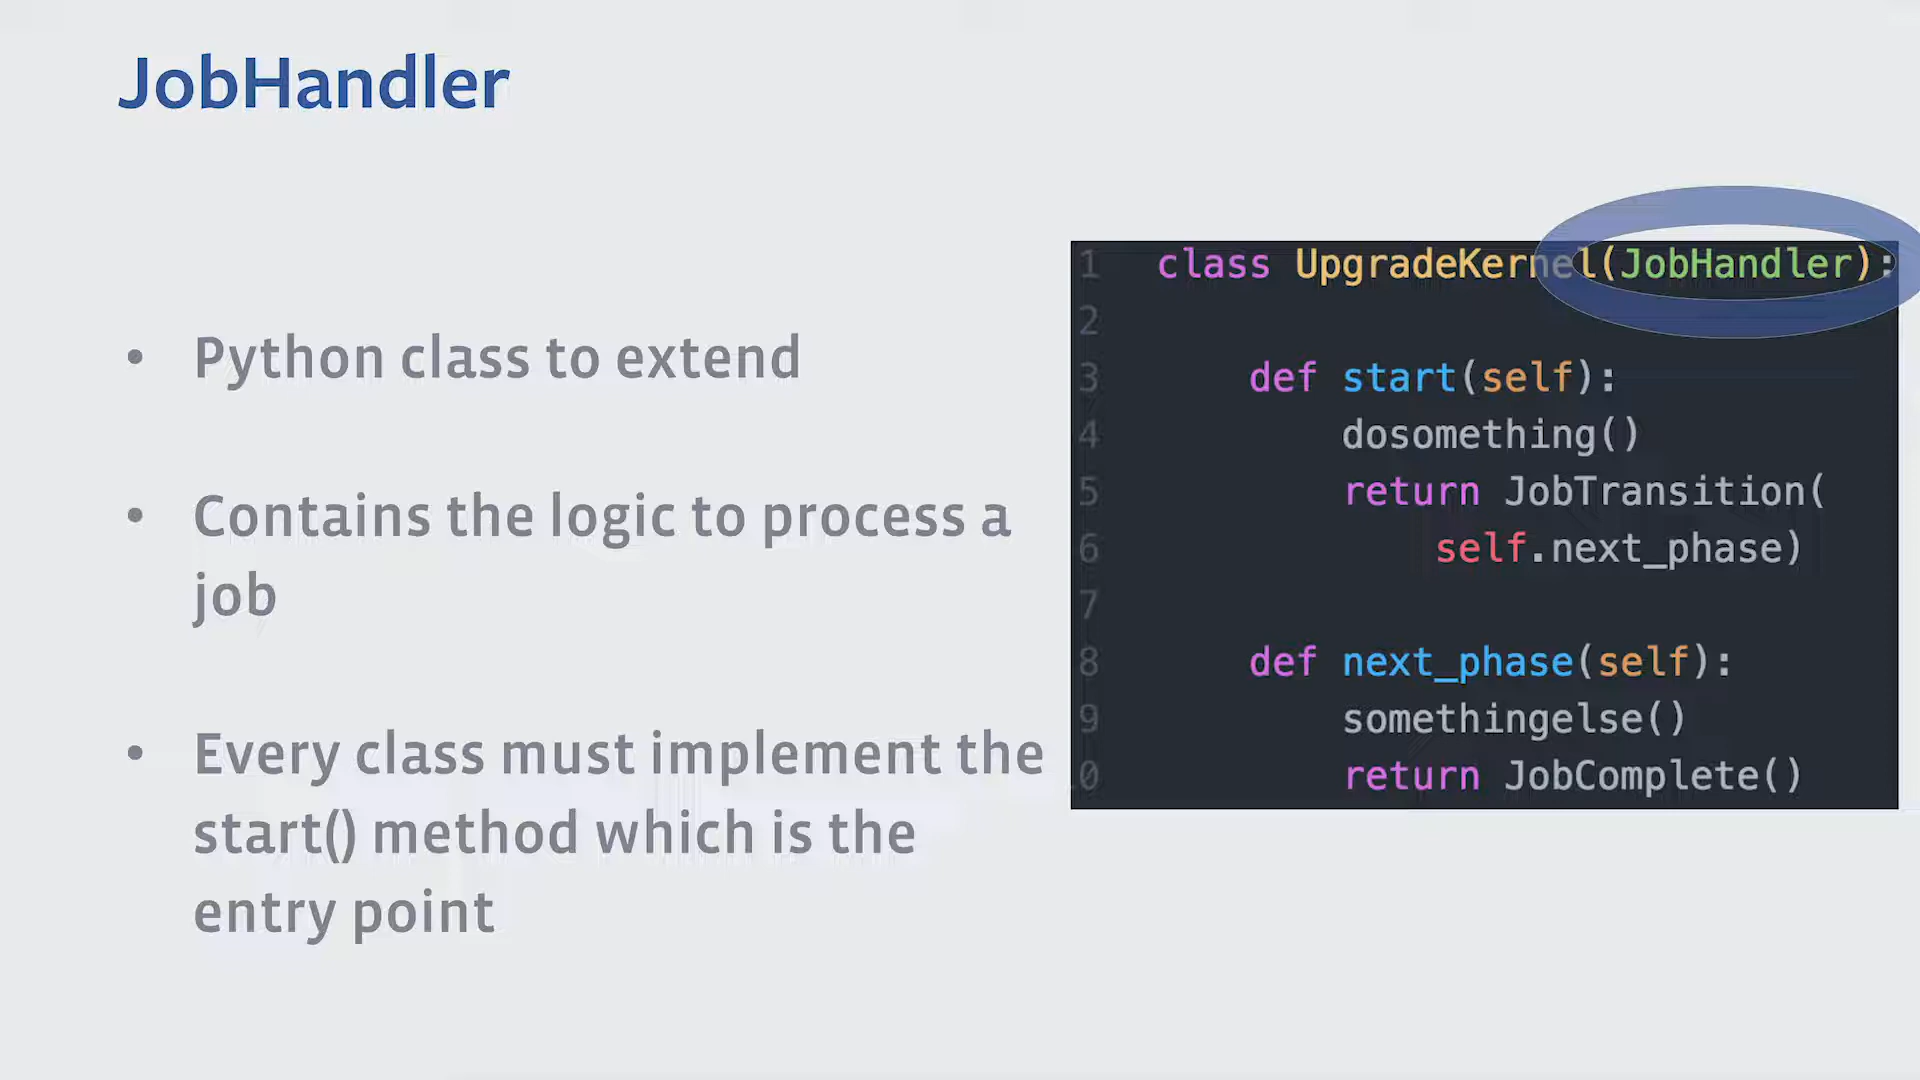 JobHandler
• Python class to extend
• Contains the logic to process a
job
• Every class must implement the
start() method which is the
entry point
1 class UpgradeKernel(JobHandler):
2
3 def start(self):
4 dosomething()
5 return JobTransition(
6 self.next_phase)
7
8 def next_phase(self):
9 somethingelse()
10 return JobComplete()